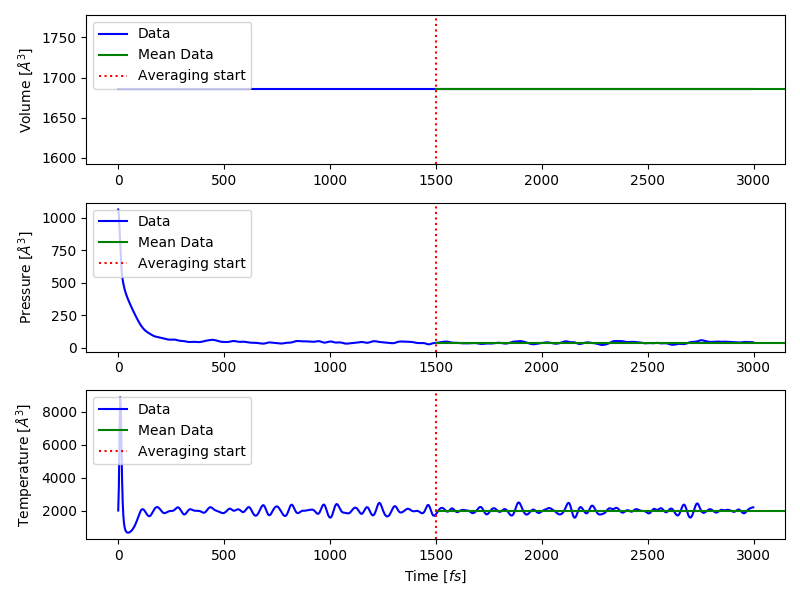 Volume [Å³]
1750
1700
1650
1600
Data
Mean Data
Averaging start
0 500 1000 1500 2000 2500 3000
Pressure [Å³]
1000
750
500
250
0
Data
Mean Data
Averaging start
0 500 1000 1500 2000 2500 3000
Temperature [Å³]
8000
6000
4000
2000
Data
Mean Data
Averaging start
0 500 1000 1500 2000 2500 3000
Time [fs]